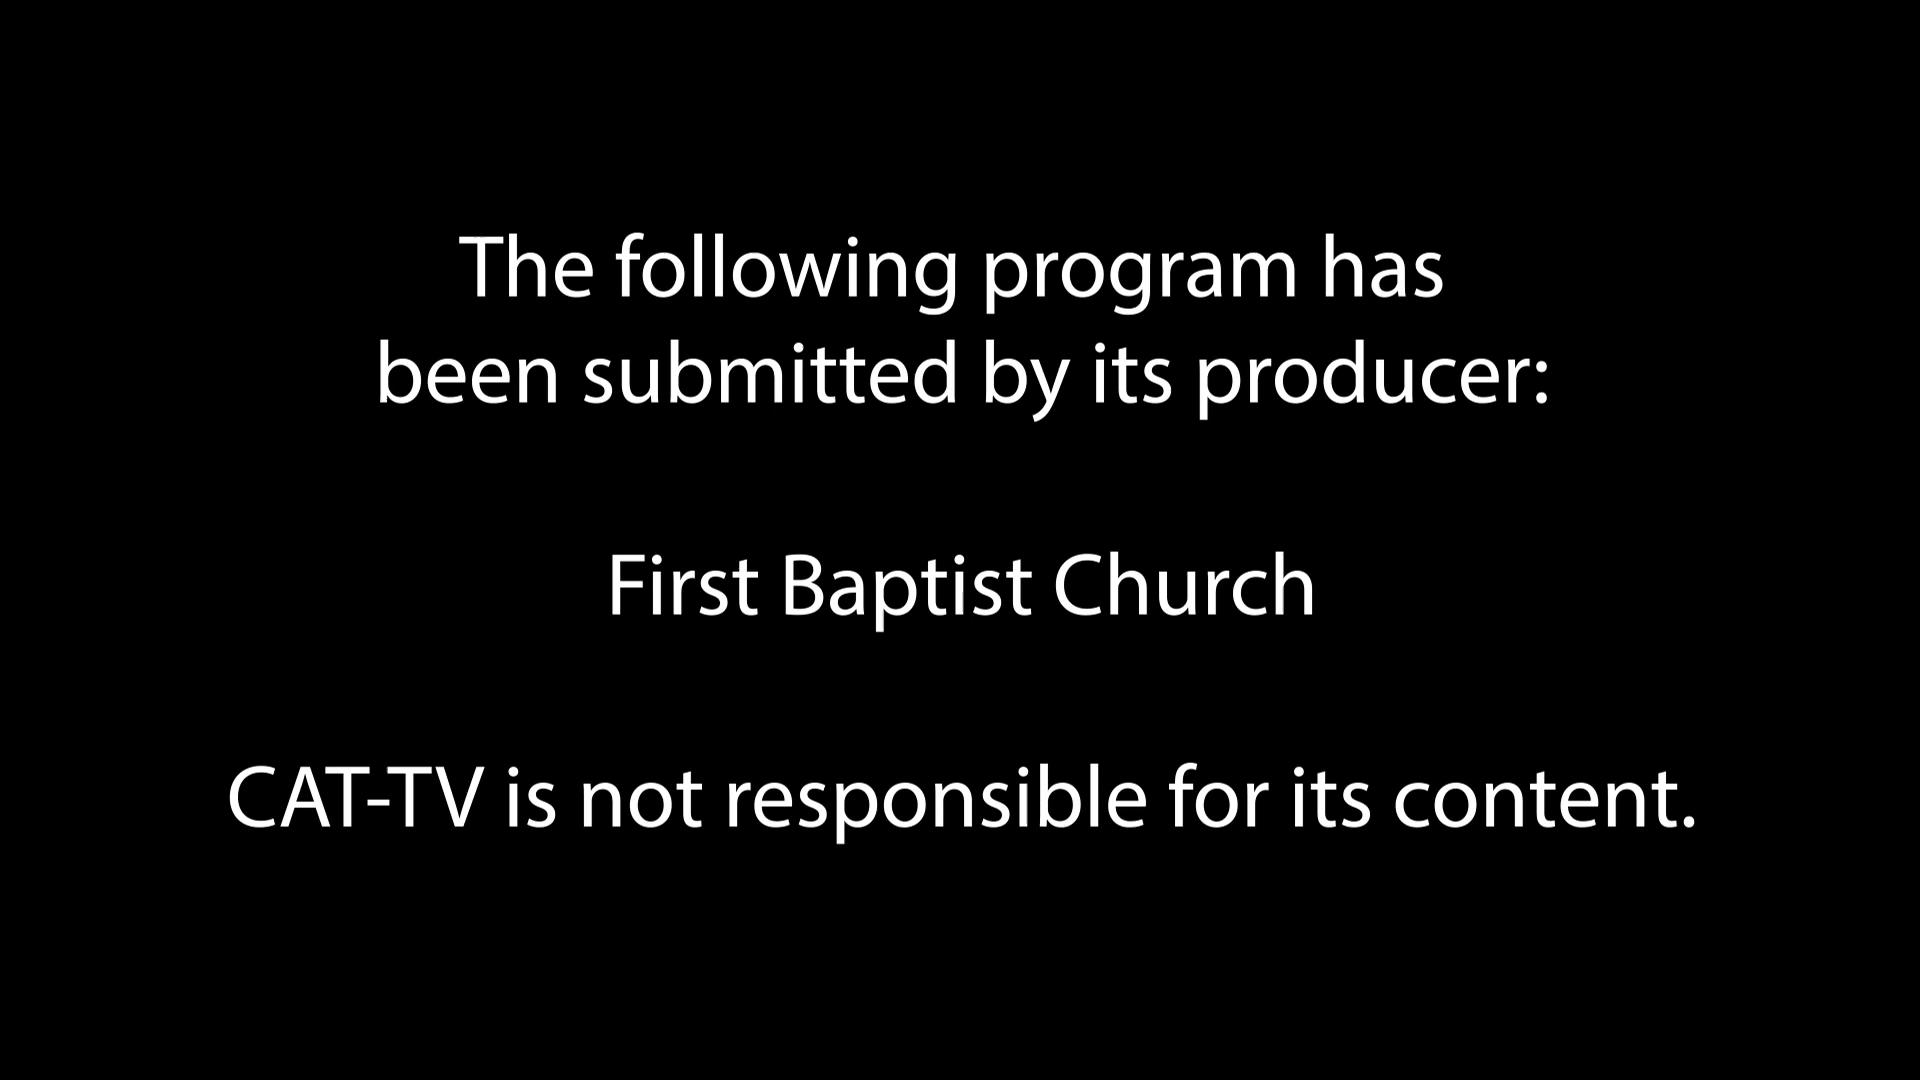 The following program has
been submitted by its producer:
First Baptist Church
CAT-TV is not responsible for its content.